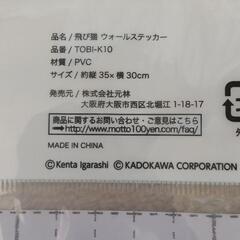 品名 / 飛び猫 ウォールステッカー
品番 / TOBI-K10
材質 / PVC
サイズ / 約縦 35× 横 30cm
発売元 / 株式会社元林
大阪府大阪市西区北堀江 1-18-17
商品に関するお問い合わせはこちら
http://www.motto100yen.com/faq/
MADE IN CHINA
©Kenta Igarashi © KADOKAWA CORPORATION